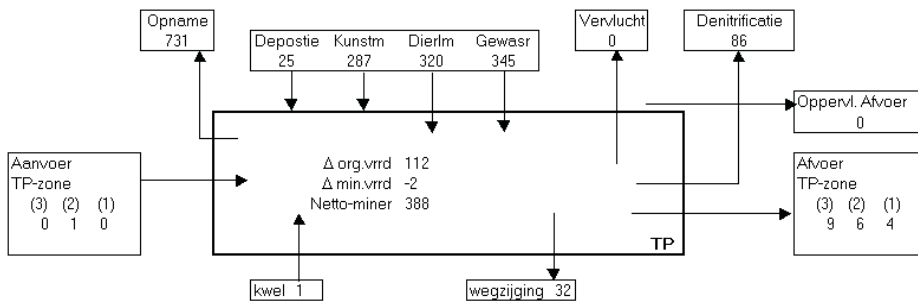 Opname
731
Depostie Kunstm Dierlm Gewasr
25 287 320 345
Vervlucht
0
Denitrificatie
86
Oppervl. Afvoer
0
Aanvoer
TP-zone
(3) (2) (1)
0 1 0
Δ org.vrrd 112
Δ min.vrrd -2
Netto-miner 388
Afvoer
TP-zone
(3) (2) (1)
9 6 4
TP
kwel 1
wegzijging 32